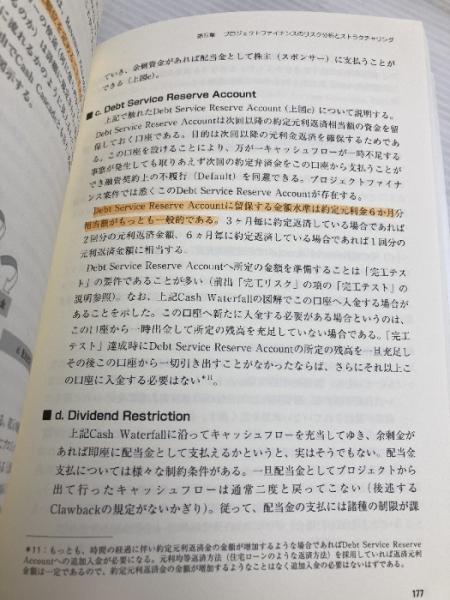 第五章　プロジェクトファイナンスのリスク分析とストラクチャリング
ていき、余剰資金があれば配当金として株主（スポンサー）に支払うことが
できる（上図e）。
■ c. Debt Service Reserve Account
上記で触れたDebt Service Reserve Account（上図c）について説明する。
Debt Service Reserve Accountは次回以降の約定元利返済相当額の資金を留
保しておく口座である。目的は次回以降の約定元利金の返済を確保するためであ
る。この口座を設けることにより、万が一キャッシュフローが一時不足する
事態が発生しても取りあえず次回の約定弁済金をこの口座から支払うことが
でき融資契約上の不履行（Default）を回避できる。プロジェクトファイナ
ンス案件では悉くこのDebt Service Reserve Accountが存在する。
Debt Service Reserve Accountに留保する金額水準は約定元利金６か月分
相当額がもっとも一般的である。３ヶ月毎に約定返済している場合であれば
２回分の元利返済金額、６ヵ月毎に約定返済している場合であれば１回分の
元利返済金額に相当する。
Debt Service Reserve Accountへ所定の金額を準備することは「完工テス
ト」の要件であることが多い（前出「完工リスク」の項の「完工テスト」の
説明参照）。なお、上記Cash Waterfallの図解でこの口座へ入金する場合が
あることを示した。この口座へ新たに入金する必要がある場合というのは、
この口座から一時出金して所定の残高を充足していない場合である。「完工
テスト」達成時にDebt Service Reserve Accountの所定の残高を一旦充足し
その後この口座から一切引き出すことがなかったならば、さらにそれ以上こ
の口座に入金する必要はない*11。
■ d. Dividend Restriction
上記Cash Waterfallに沿ってキャッシュフローを充当してゆき、余剰金が
あれば即座に配当金として支払えるかというと、実はそうでもない。配当金
支払については様々な制約条件がある。一旦配当金としてプロジェクトから
出て行ったキャッシュフローは通常二度と戻ってこない（後述する
Clawbackの規定がないかぎり）。従って、配当金の支払には諸種の制限が課
*11：もっとも、時間の経過に伴い約定元利返済金の金額が増加するような場合であればDebt Service Reserve
Accountへの追加入金が必要になる。元利均等返済方式（住宅ローンのような返済方式）を採用していれば返済元利
金額は一定であるので、約定元利返済金の金額が増加するようなことはなく追加入金の必要はないはずである。
177